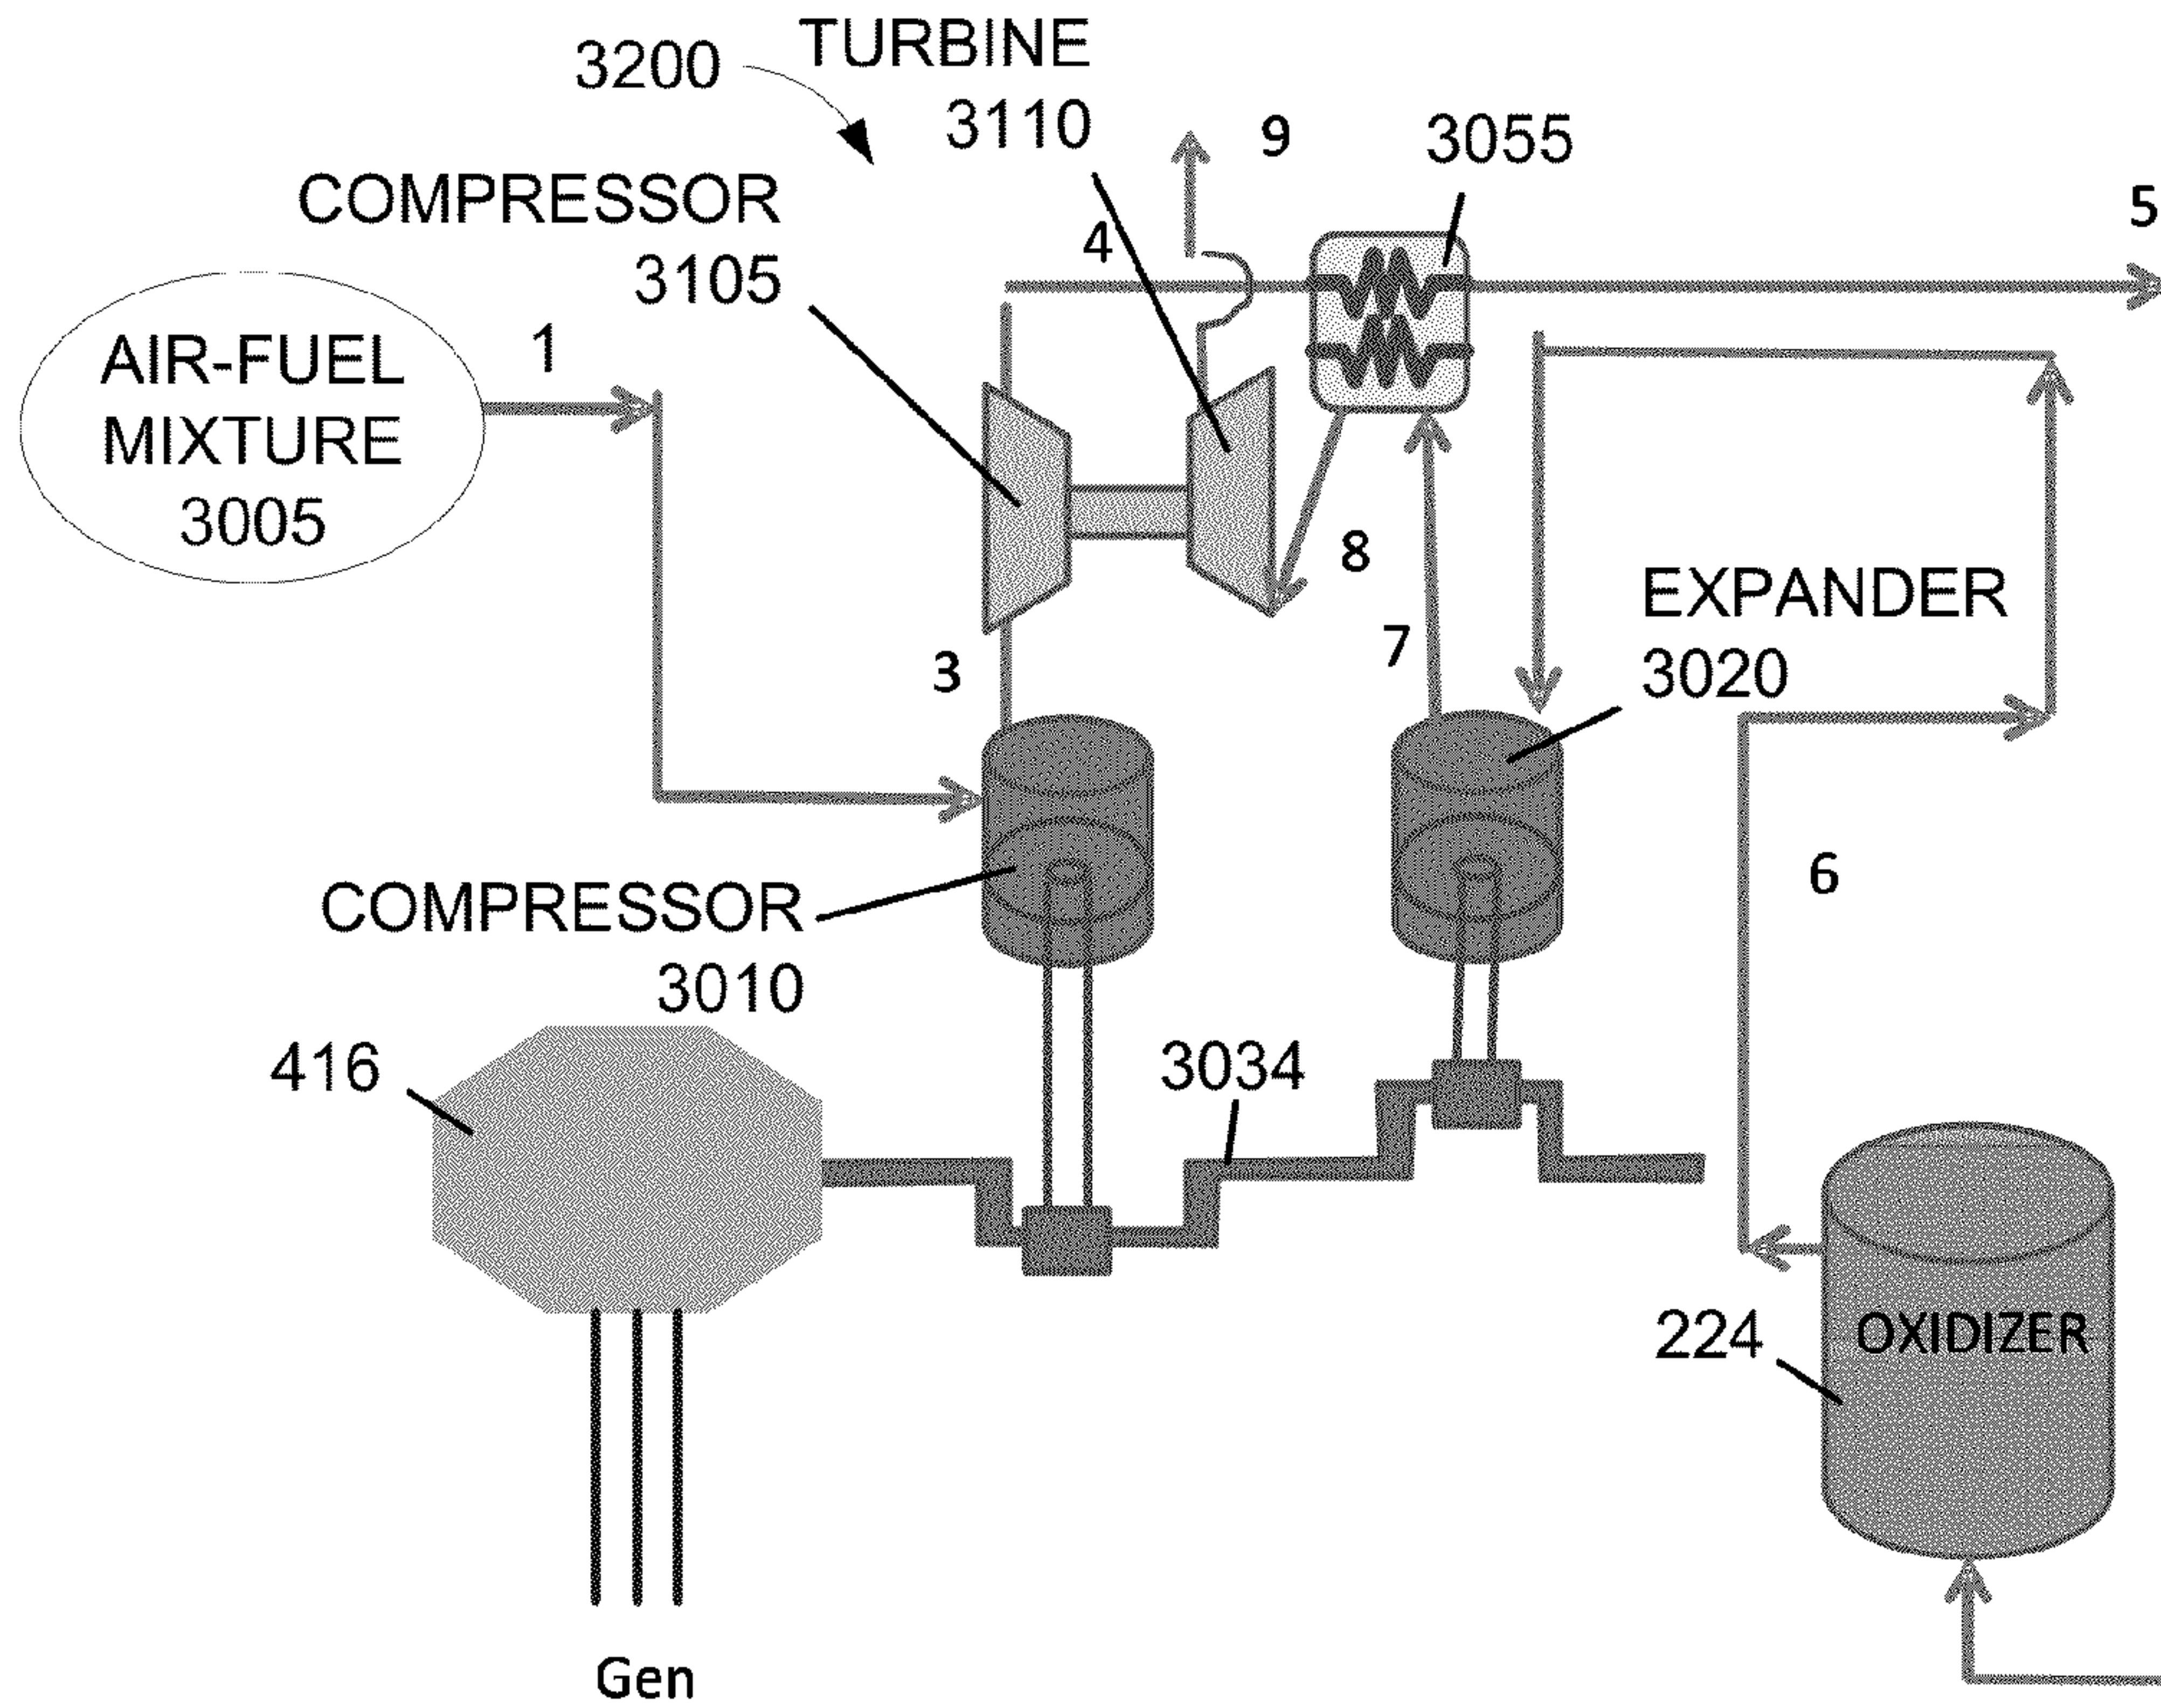 TURBINE
3110
3200
9
3055
5
COMPRESSOR
3105
4
AIR-FUEL
MIXTURE
3005
1
8
EXPANDER
3020
3
7
6
COMPRESSOR
3010
416
3034
224
OXIDIZER
Gen